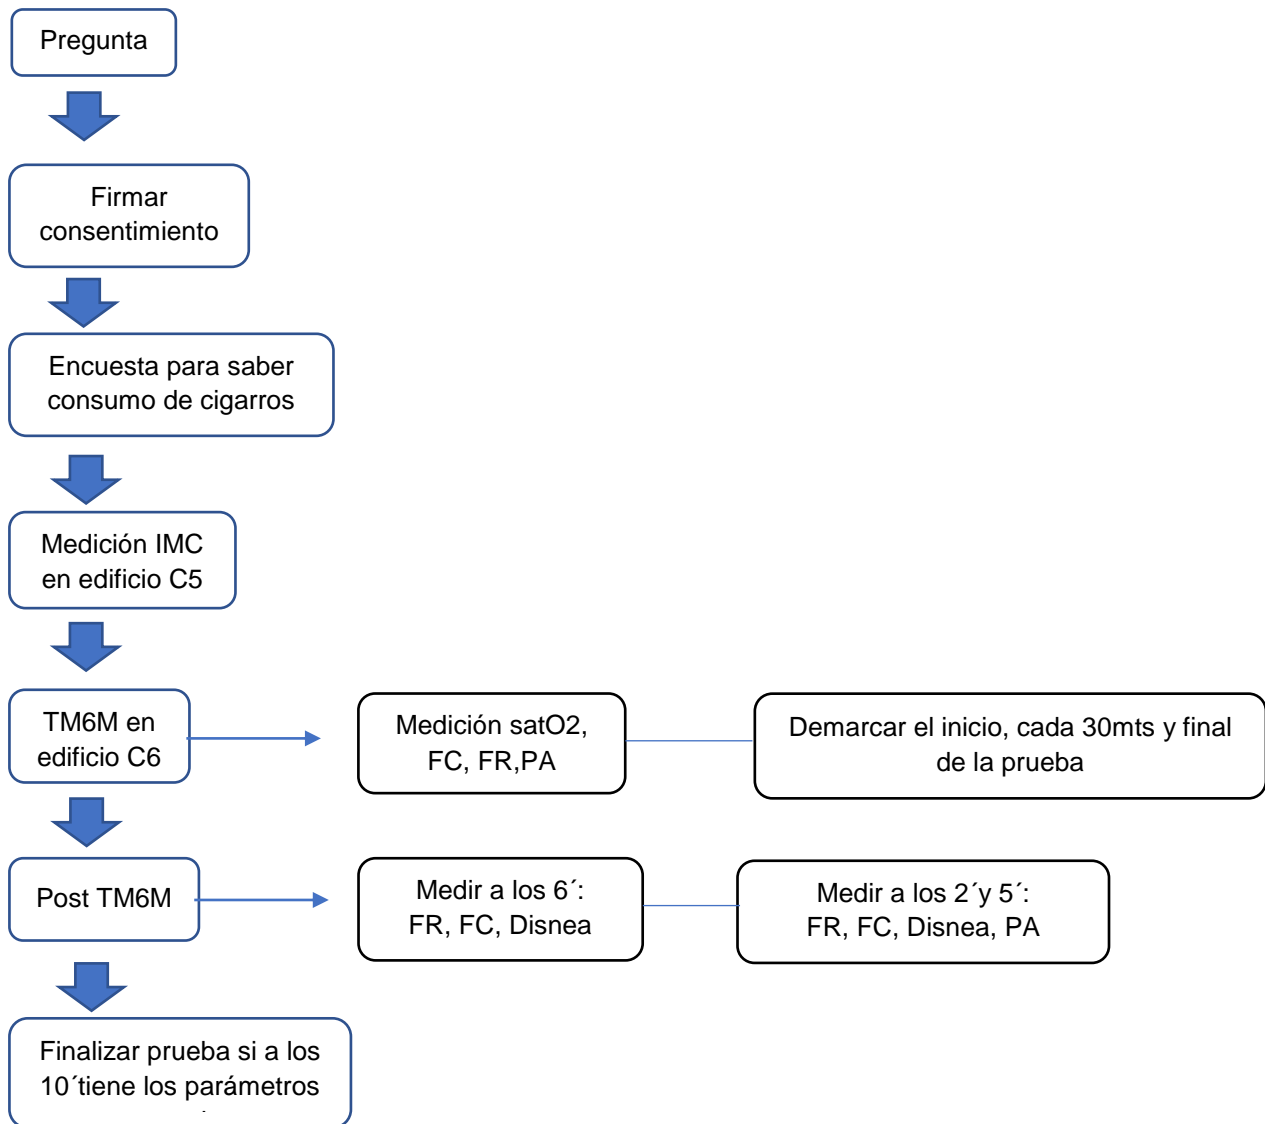 Pregunta
Firmar
consentimiento
Encuesta para saber
consumo de cigarros
Medición IMC
en edificio C5
TM6M en
edificio C6
Medición satO2,
FC, FR,PA
Demarcar el inicio, cada 30mts y final
de la prueba
Post TM6M
Medir a los 6´:
FR, FC, Disnea
Medir a los 2´y 5´:
FR, FC, Disnea, PA
Finalizar prueba si a los
10´tiene los parámetros